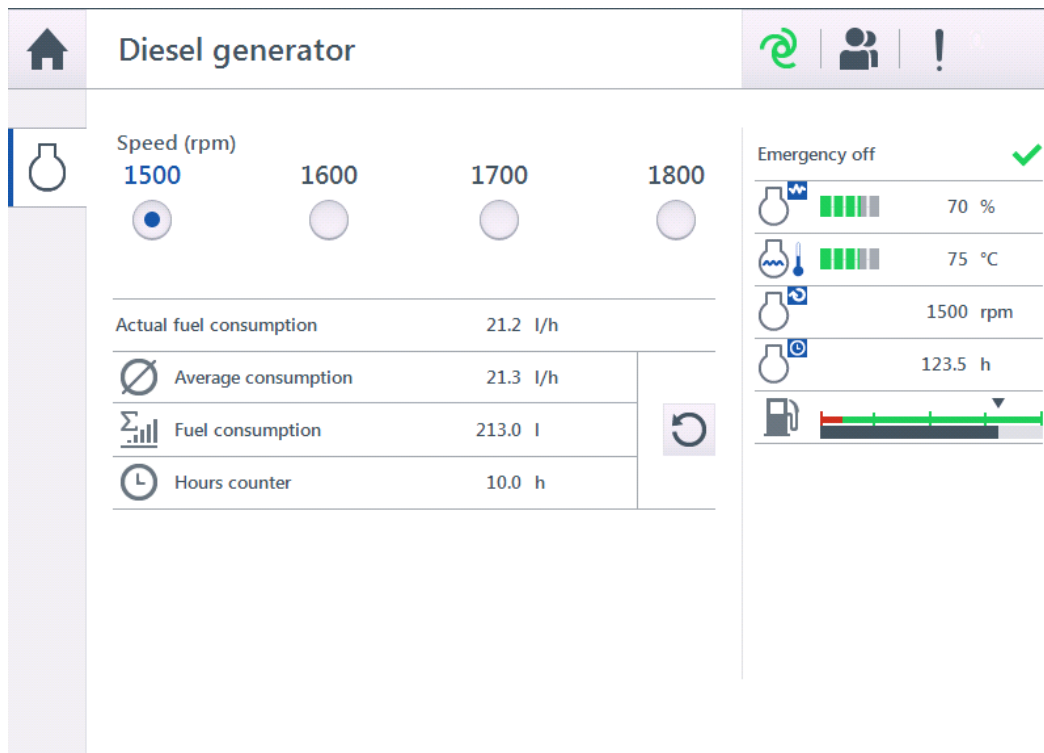 Diesel generator
Speed (rpm)
1500 1600 1700 1800
Emergency off
70 %
75 °C
1500 rpm
123.5 h
Actual fuel consumption 21.2 l/h
Average consumption 21.3 l/h
Fuel consumption 213.0 l
Hours counter 10.0 h